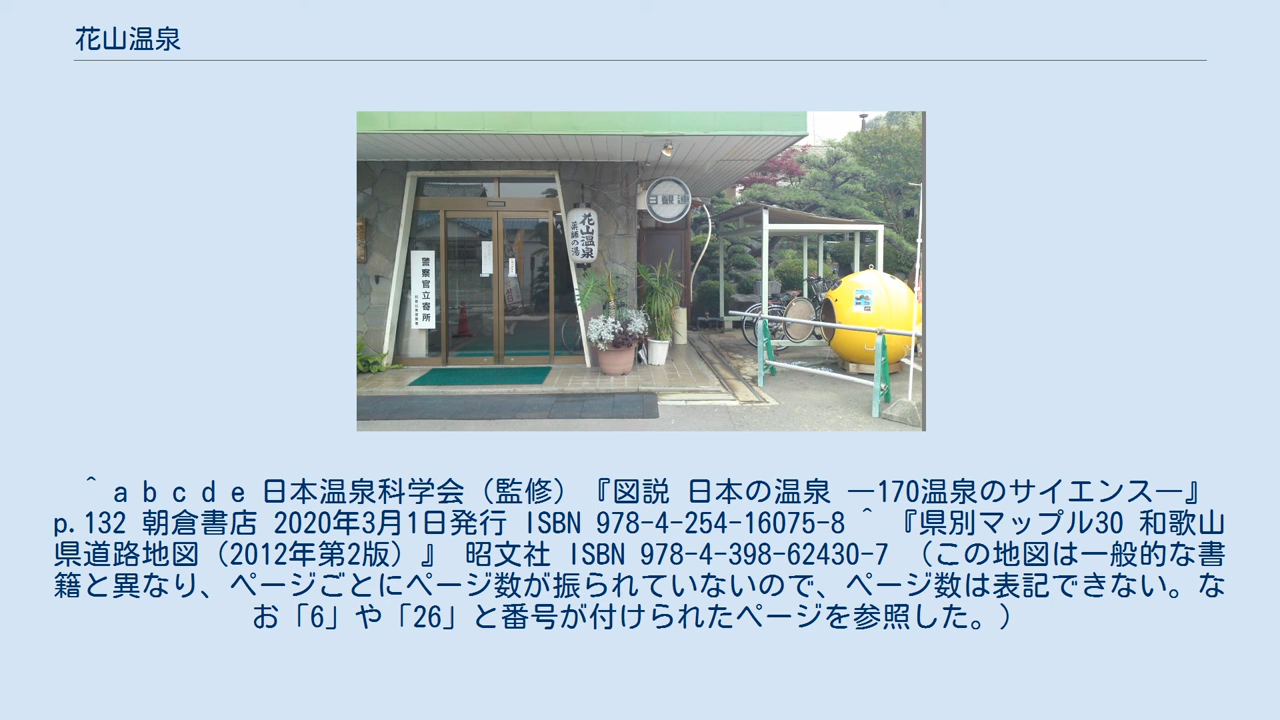 花山温泉
花山温泉
薬師の湯
警察官立寄所
^ a b c d e 日本温泉科学会（監修）『図説 日本の温泉 ―170温泉のサイエンス―』
p.132 朝倉書店 2020年3月1日発行 ISBN 978-4-254-16075-8 ^ 『県別マップル30 和歌山
県道路地図（2012年第2版）』 昭文社 ISBN 978-4-398-62430-7 （この地図は一般的な書
籍と異なり、ページごとにページ数が振られていないので、ページ数は表記できない。な
お「6」や「26」と番号が付けられたページを参照した。）